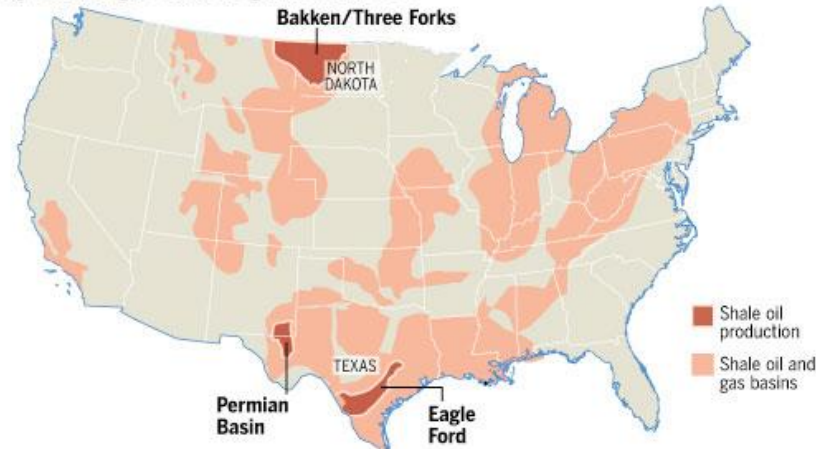 Bakken/Three Forks
NORTH
DAKOTA
Shale oil
production
Shale oil and
gas basins
TEXAS
Permian
Basin
Eagle
Ford